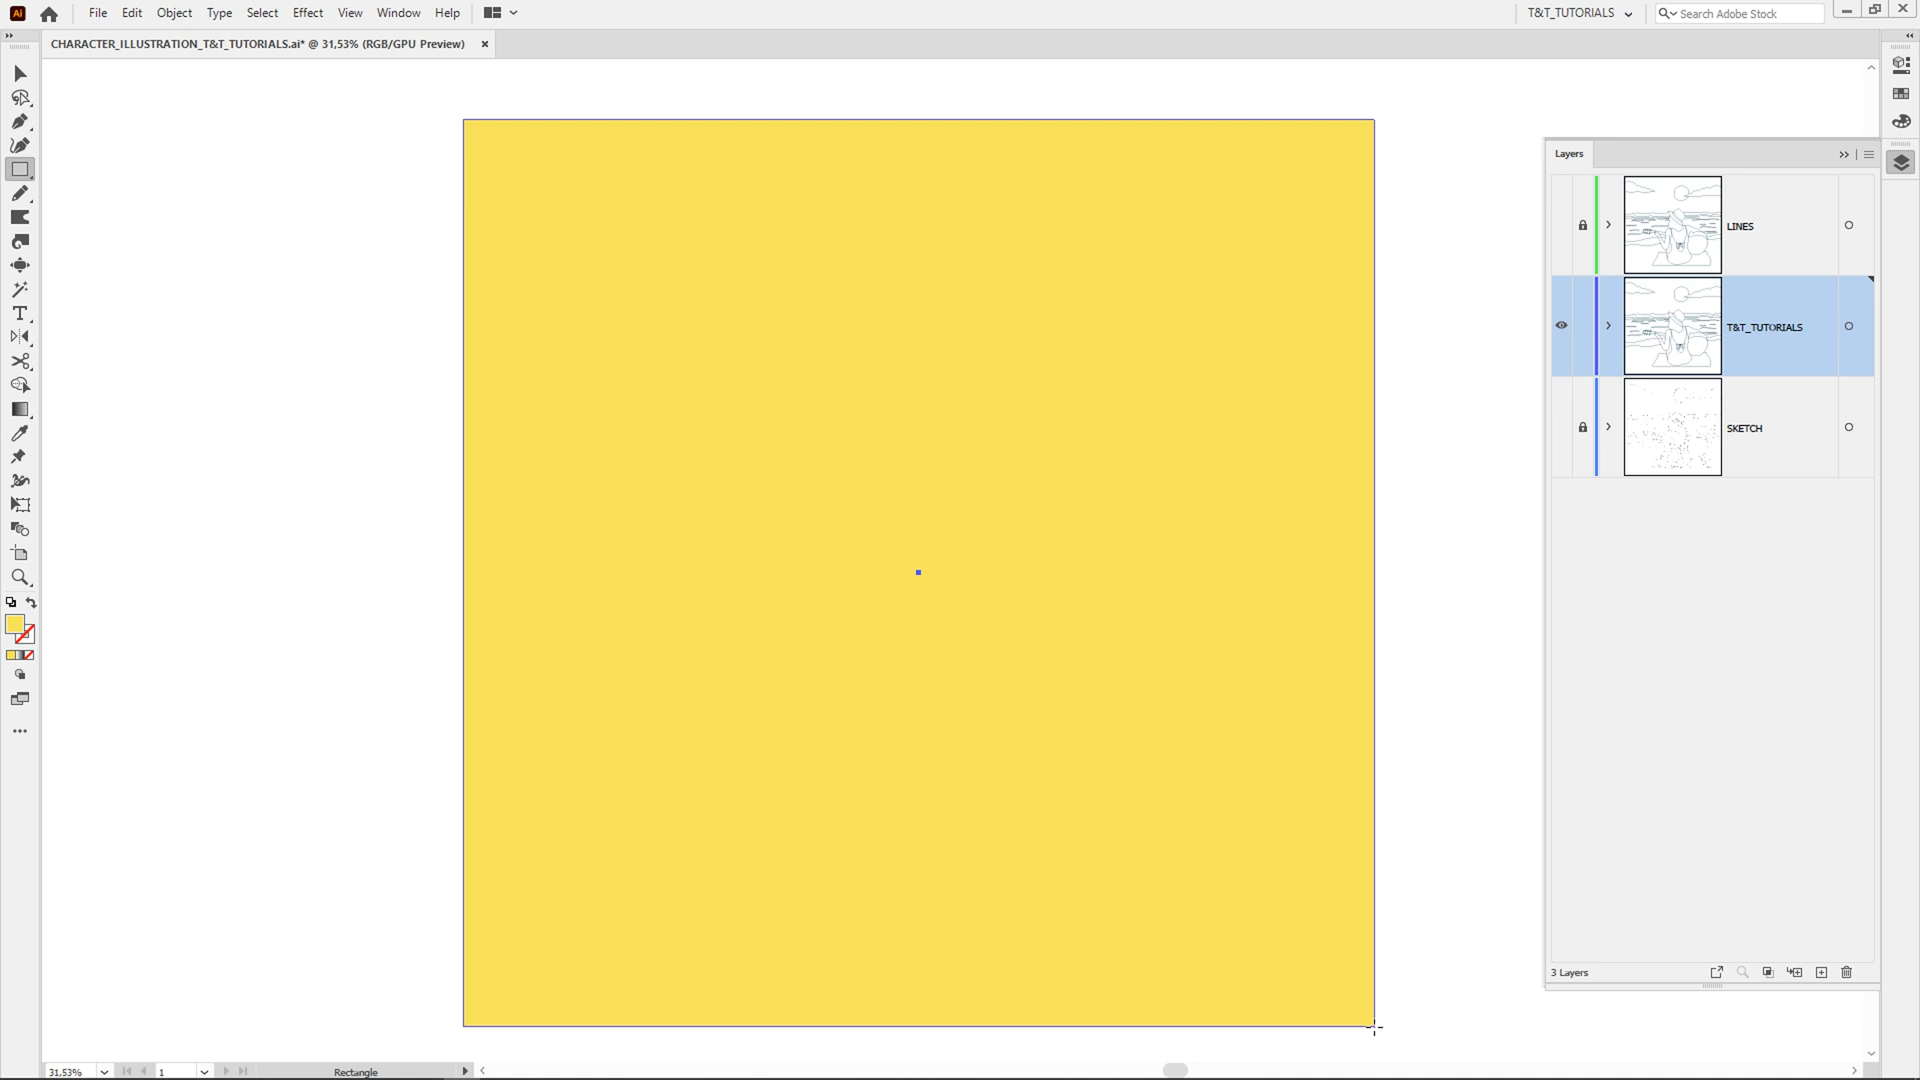 Ai File Edit Object Type Select Effect View Window Help T&T_TUTORIALS Search Adobe Stock
CHARACTER_ILLUSTRATION_T&T_TUTORIALS.ai* @ 31,53% (RGB/GPU Preview)
Layers
LINES
T&T_TUTORIALS
SKETCH
3 Layers
31,53% 1 Rectangle